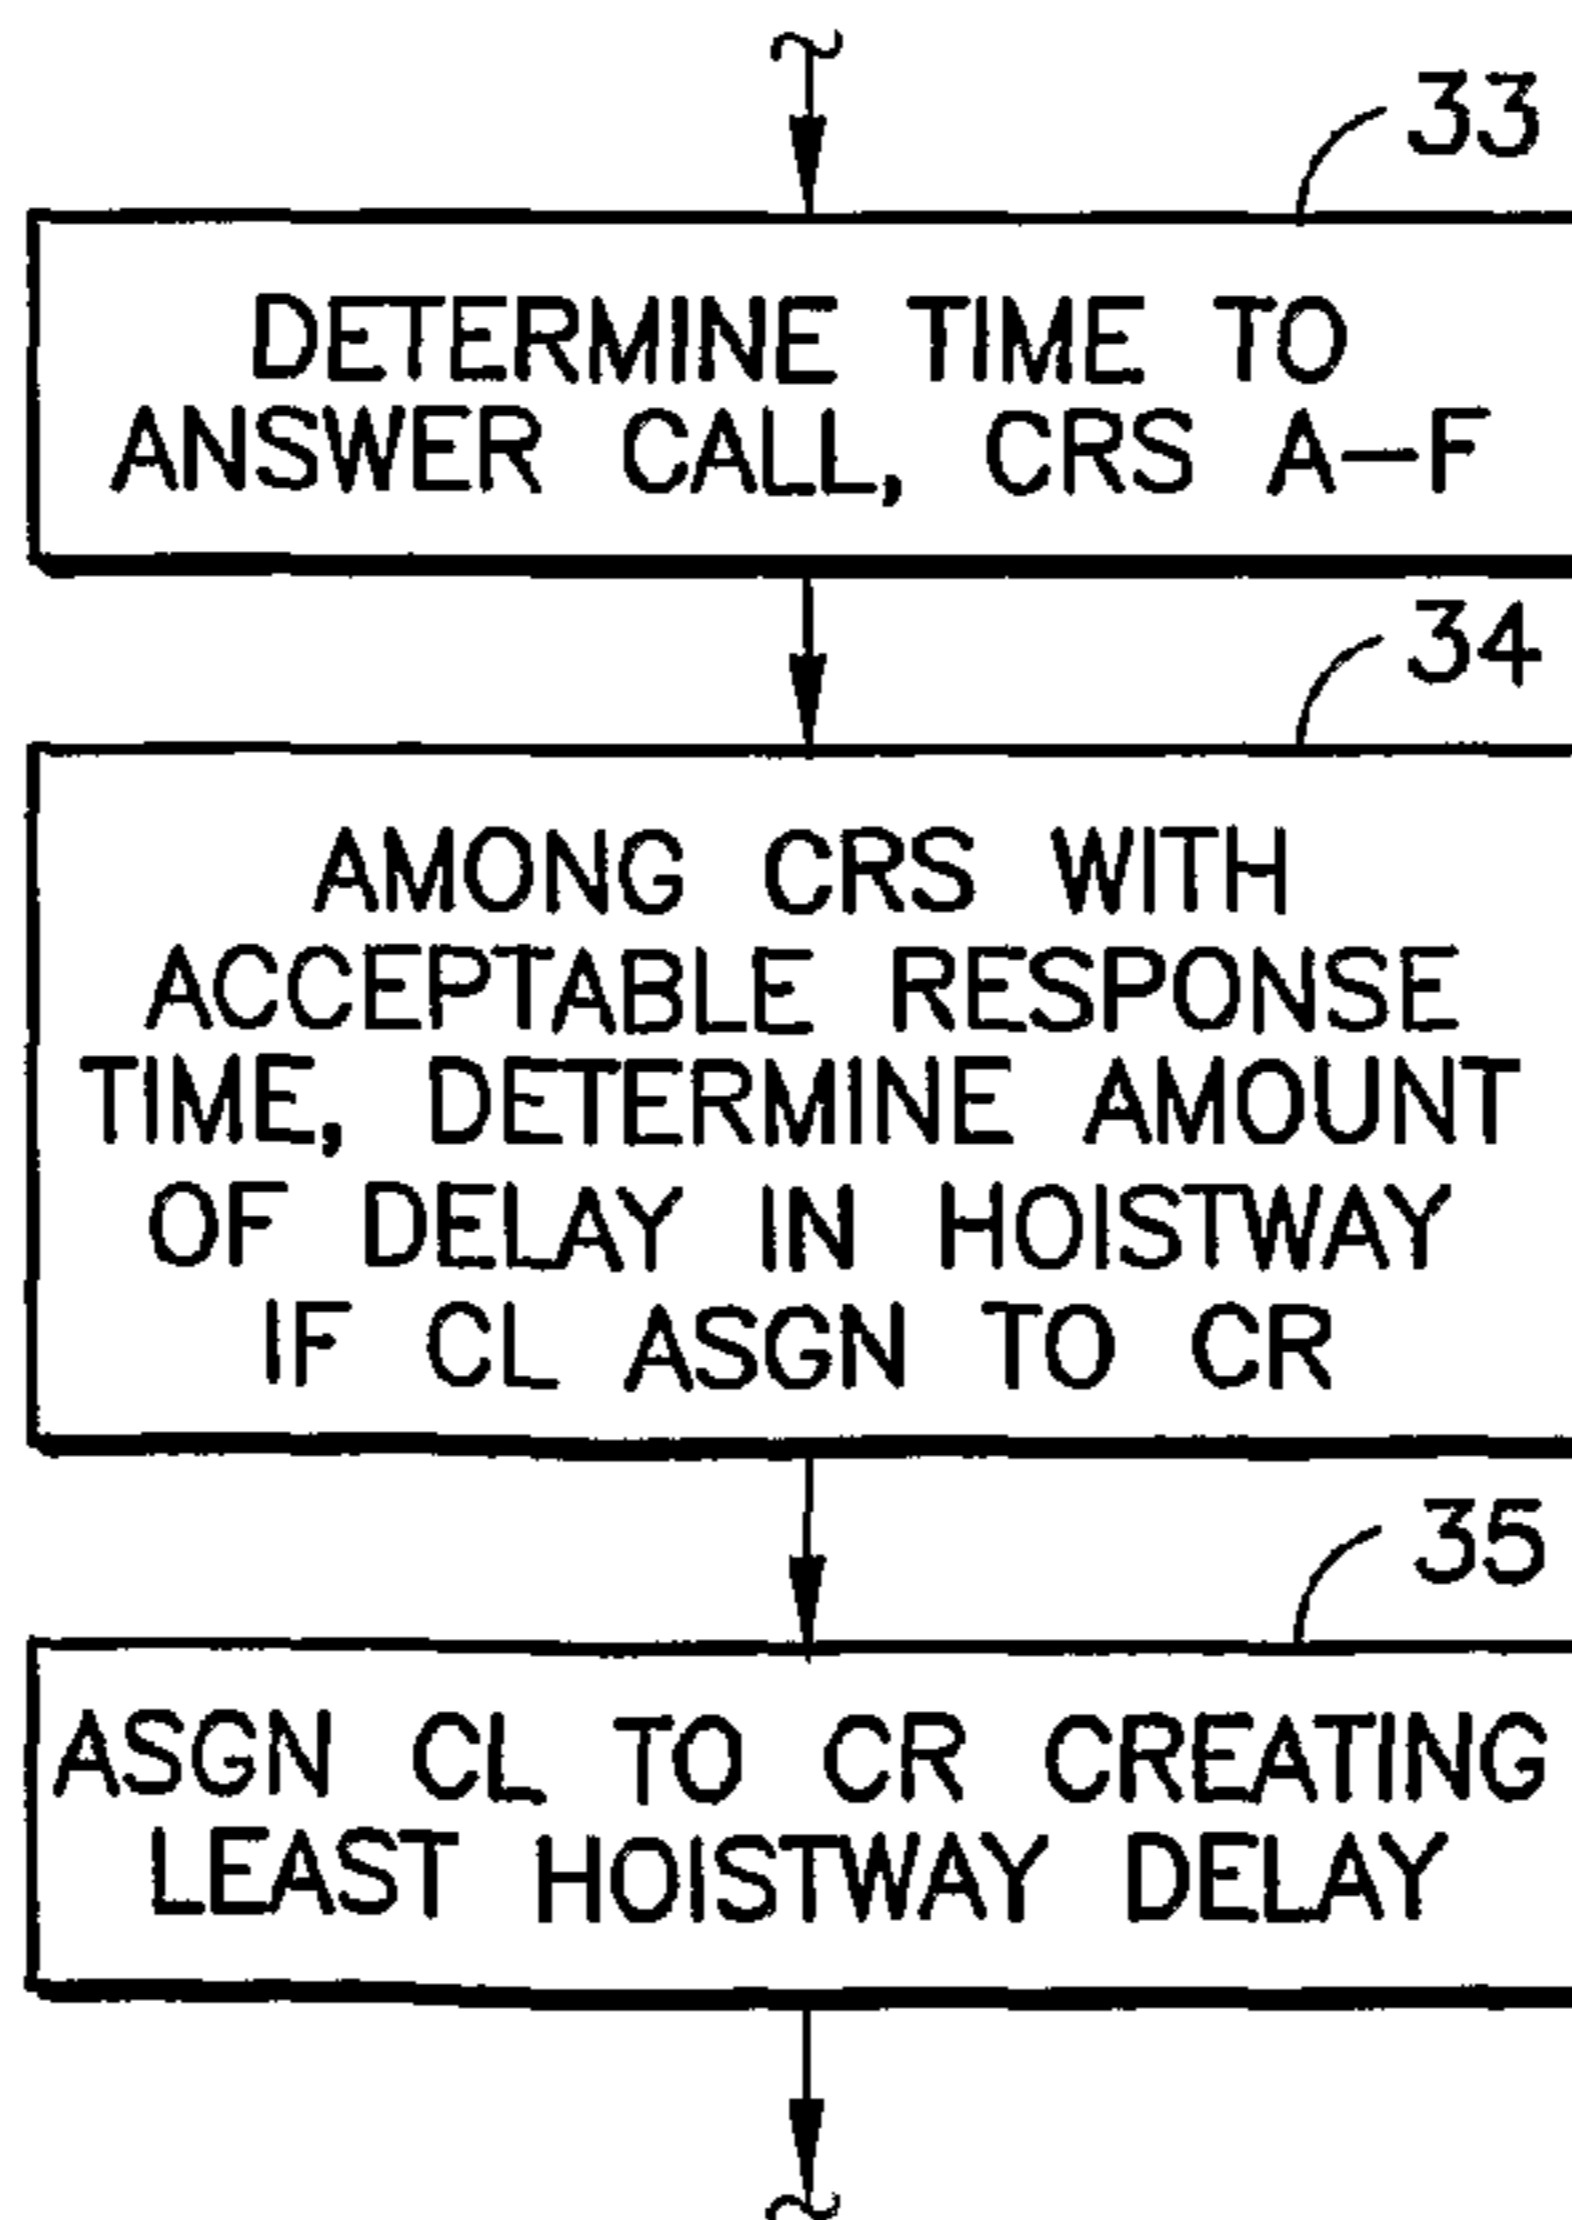 33
DETERMINE TIME TO
ANSWER CALL, CRS A-F
34
AMONG CRS WITH
ACCEPTABLE RESPONSE
TIME, DETERMINE AMOUNT
OF DELAY IN HOISTWAY
IF CL ASGN TO CR
35
ASGN CL TO CR CREATING
LEAST HOISTWAY DELAY